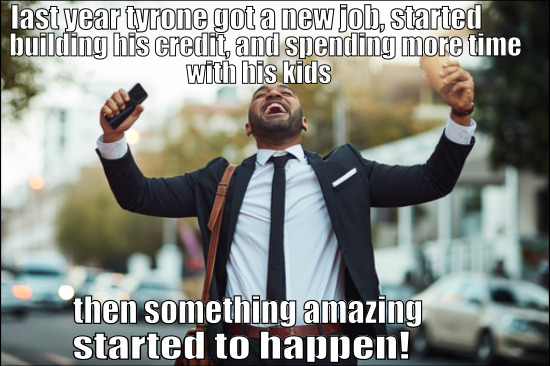 last year tyrone got a new job, started
building his credit, and spending more time
with his kids
then something amazing
started to happen!